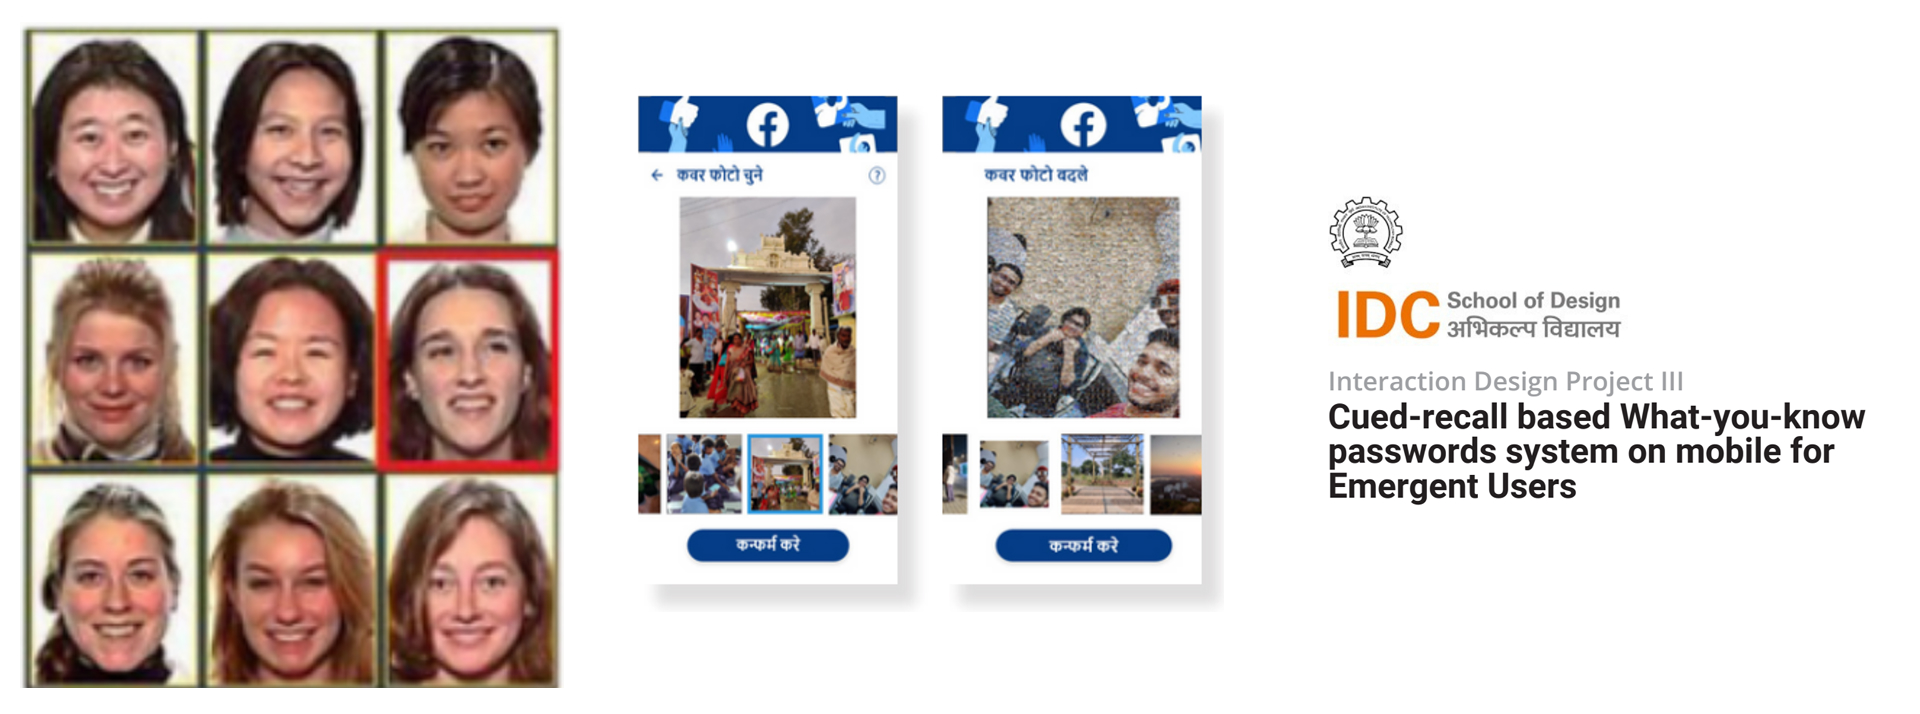 कवर फोटो चुने
?
कन्फर्म करे
कवर फोटो बदले
कन्फर्म करे
IDC School of Design
अभिकल्प विद्यालय
Interaction Design Project III
Cued-recall based What-you-know
passwords system on mobile for
Emergent Users